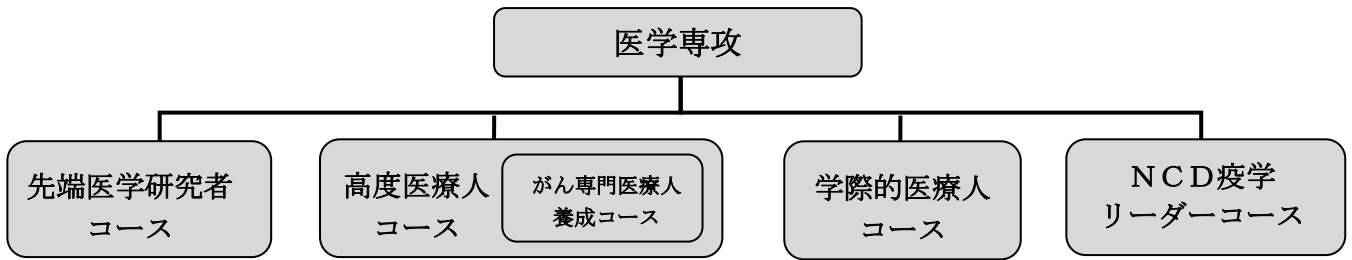 医学専攻
先端医学研究者
コース
高度医療人
コース
がん専門医療人
養成コース
学際的医療人
コース
ＮＣＤ疫学
リーダーコース